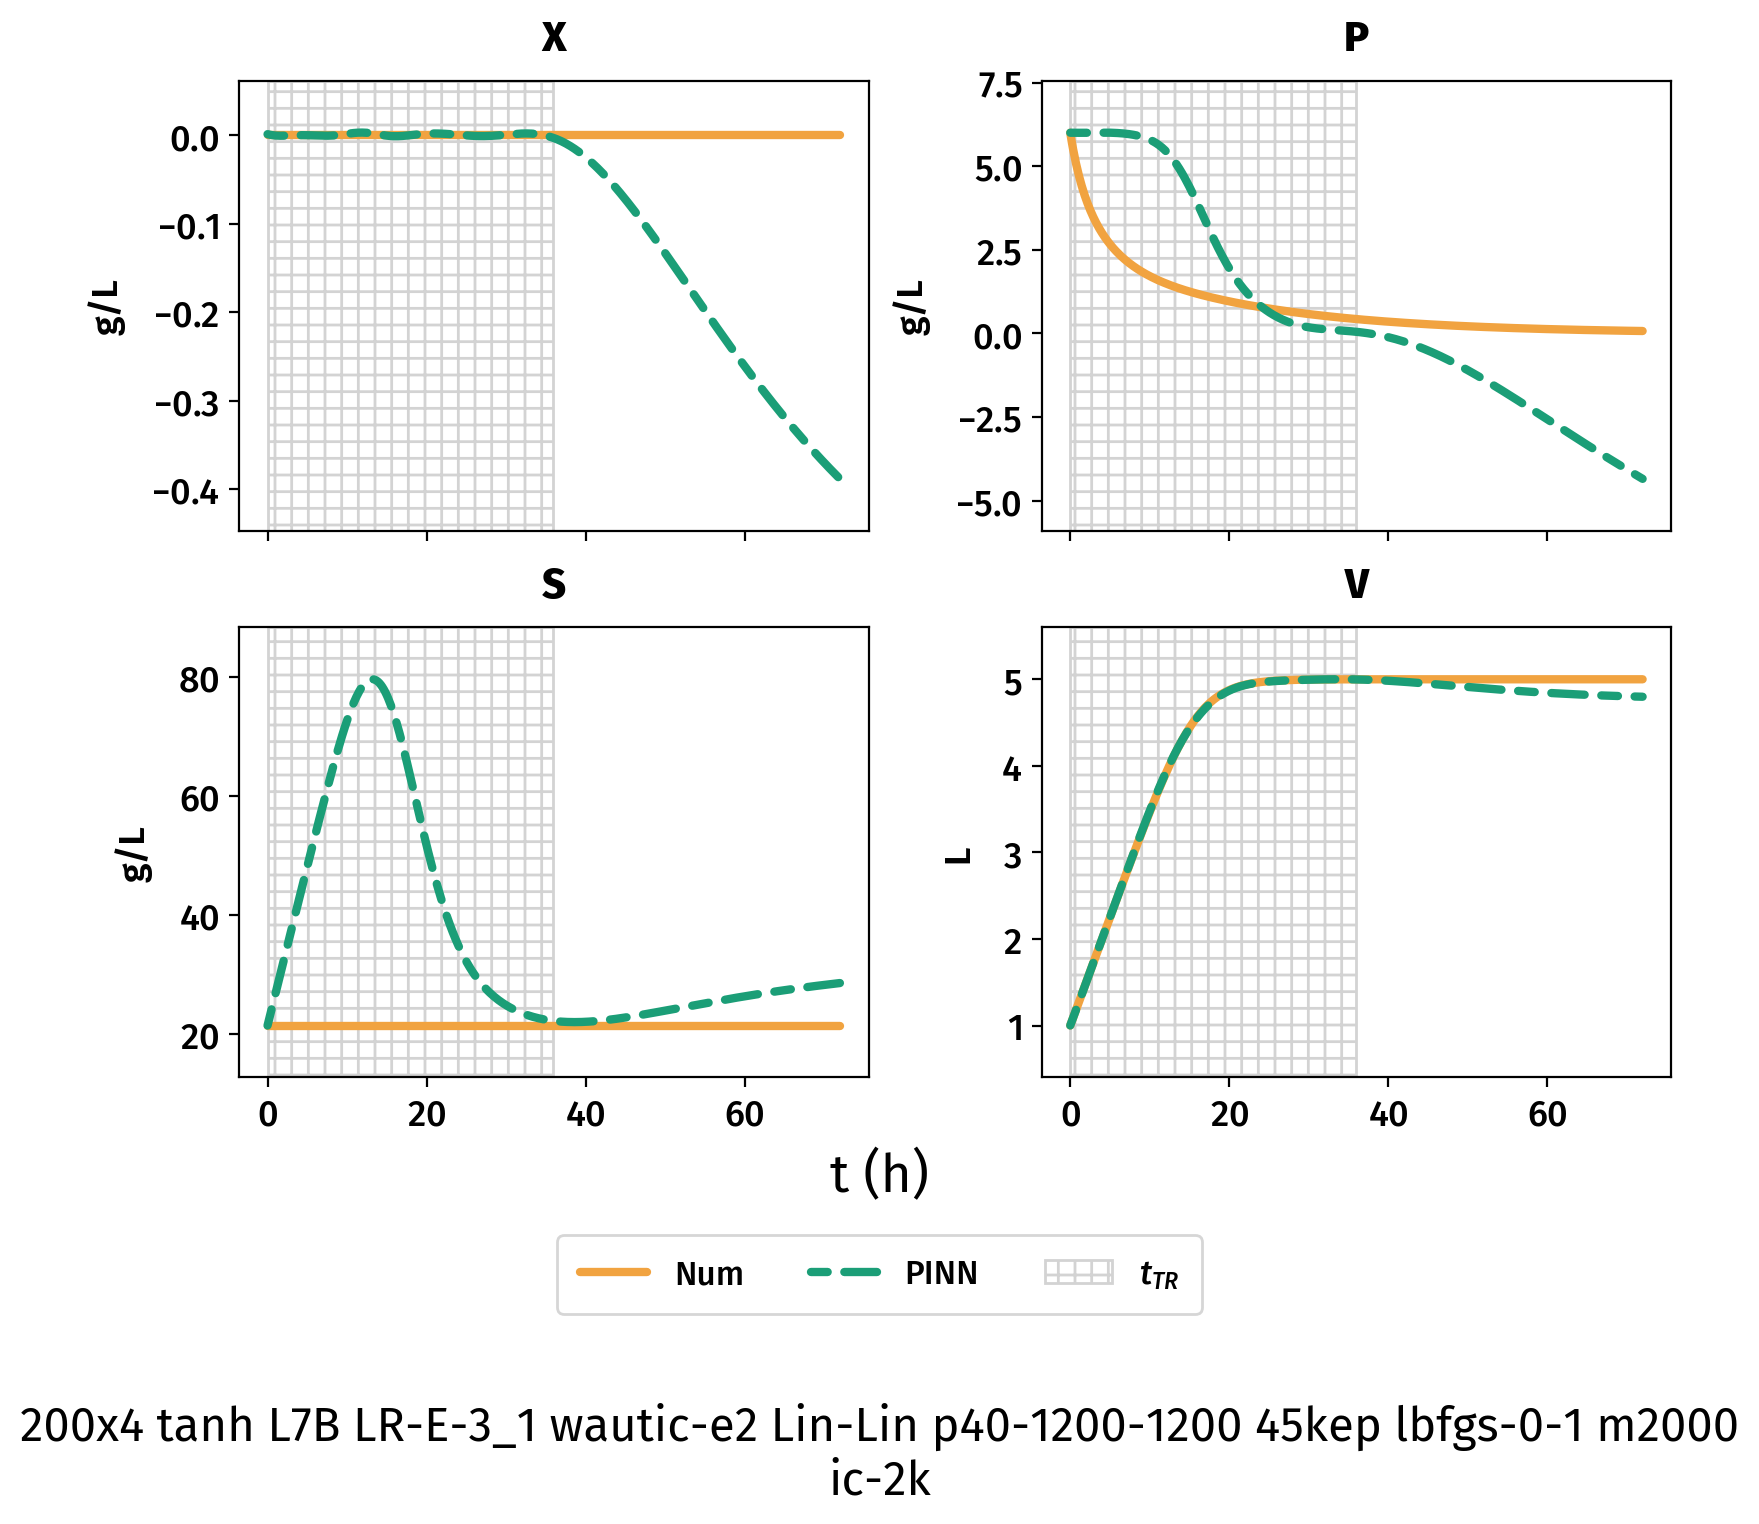 X
P
0.0
−0.1
−0.2
−0.3
−0.4
g/L
7.5
5.0
2.5
0.0
−2.5
−5.0
g/L
S
V
80
60
40
20
g/L
0
20
40
60
5
4
3
2
1
L
0
20
40
60
t (h)
Num PINN tTR
200x4 tanh L7B LR-E-3_1 wautic-e2 Lin-Lin p40-1200-1200 45kep lbfgs-0-1 m2000
ic-2k